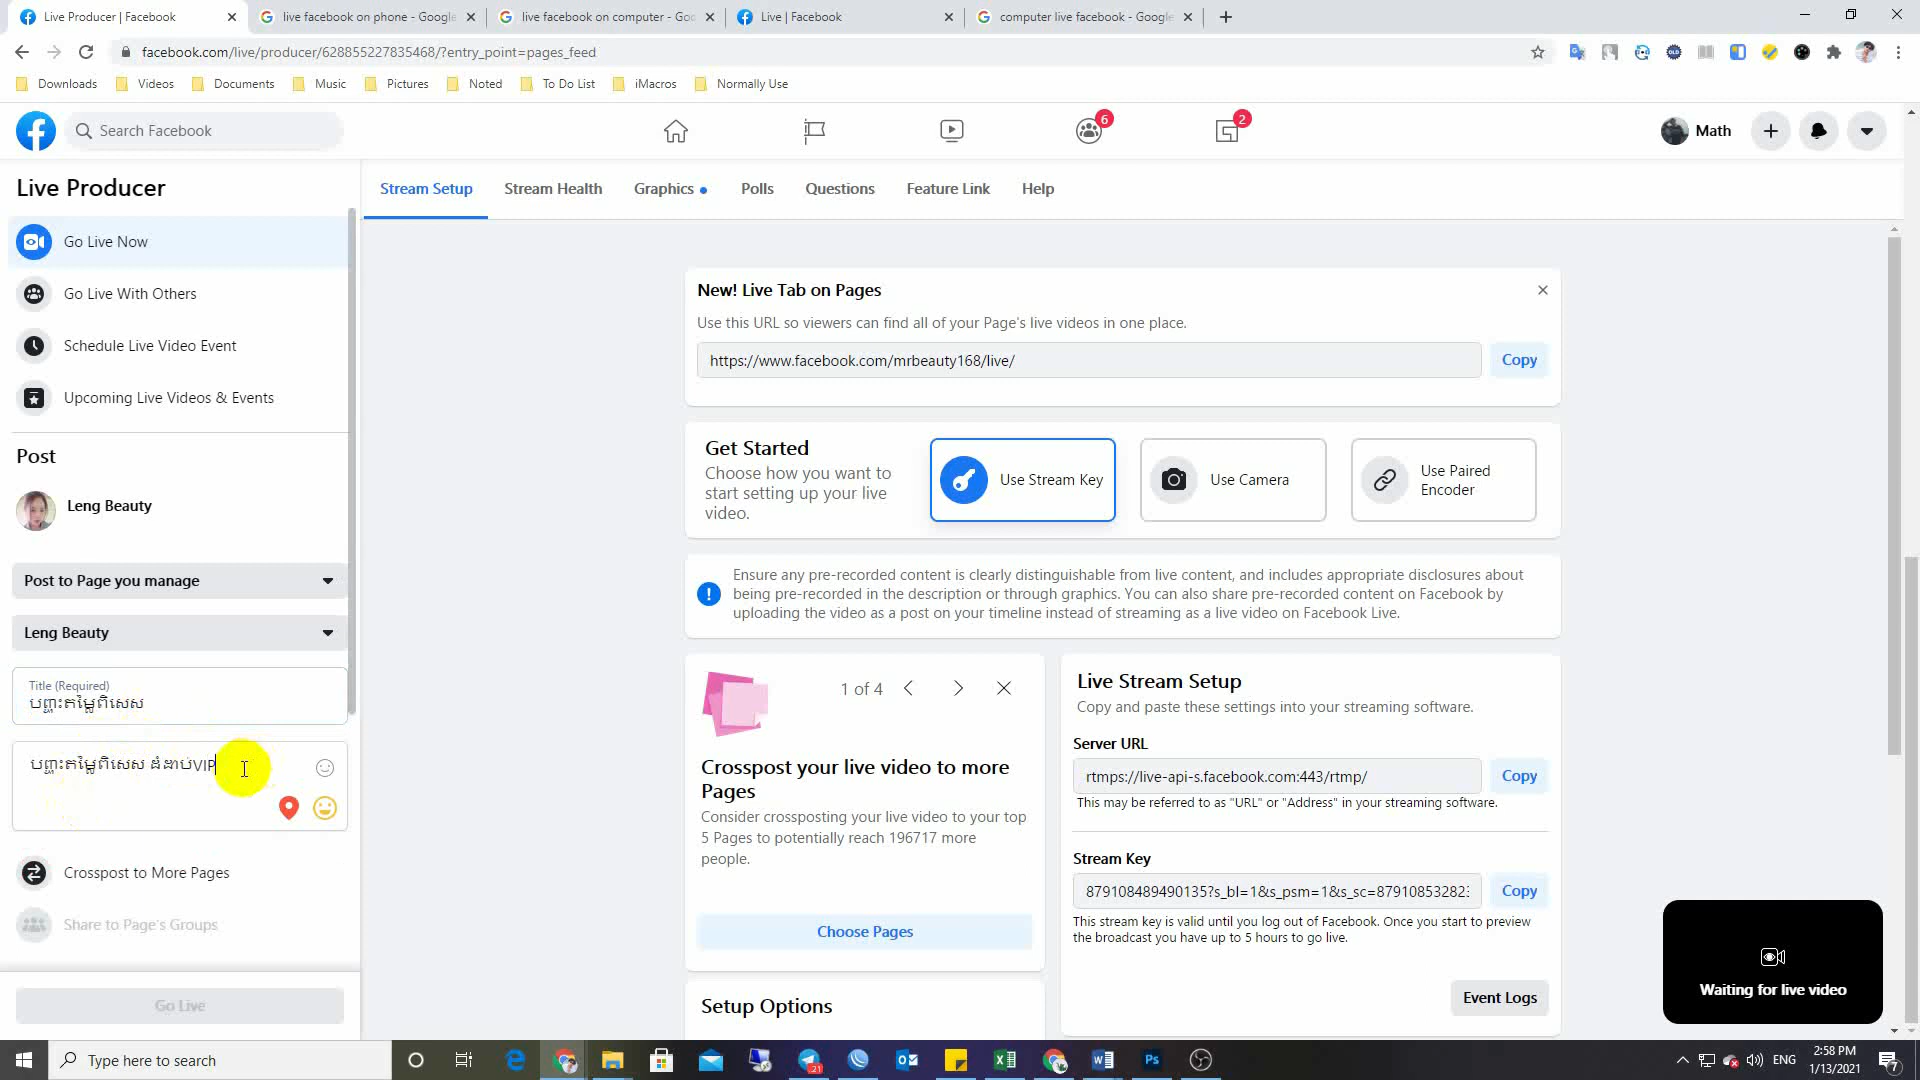 Live Producer | Facebook
live facebook on phone - Google
live facebook on computer - Goo
Live | Facebook
computer live facebook - Google
facebook.com/live/producer/628855227835468/?entry_point=pages_feed
Downloads
Videos
Documents
Music
Pictures
Noted
To Do List
iMacros
Normally Use
Search Facebook
6
2
Math
Live Producer
Go Live Now
Go Live With Others
Schedule Live Video Event
Upcoming Live Videos & Events
Post
Leng Beauty
Post to Page you manage
Leng Beauty
Title (Required)
បញ្ចុះតម្លៃពិសេស
បញ្ចុះតម្លៃពិសេស ជំនាប់VIP
Crosspost to More Pages
Share to Page's Groups
Go Live
Stream Setup
Stream Health
Graphics
Polls
Questions
Feature Link
Help
New! Live Tab on Pages
Use this URL so viewers can find all of your Page's live videos in one place.
https://www.facebook.com/mrbeauty168/live/
Copy
Get Started
Choose how you want to
start setting up your live
video.
Use Stream Key
Use Camera
Use Paired
Encoder
Ensure any pre-recorded content is clearly distinguishable from live content, and includes appropriate disclosures about
being pre-recorded in the description or through graphics. You can also share pre-recorded content on Facebook by
uploading the video as a post on your timeline instead of streaming as a live video on Facebook Live.
1 of 4
Crosspost your live video to more
Pages
Consider crossposting your live video to your top
5 Pages to potentially reach 196717 more
people.
Choose Pages
Setup Options
Live Stream Setup
Copy and paste these settings into your streaming software.
Server URL
rtmps://live-api-s.facebook.com:443/rtmp/
Copy
This may be referred to as "URL" or "Address" in your streaming software.
Stream Key
879108489490135?s_bl=1&s_psm=1&s_sc=87910853282
Copy
This stream key is valid until you log out of Facebook. Once you start to preview
the broadcast you have up to 5 hours to go live.
Event Logs
Waiting for live video
Type here to search
21
ENG
2:58 PM
1/13/2021
7